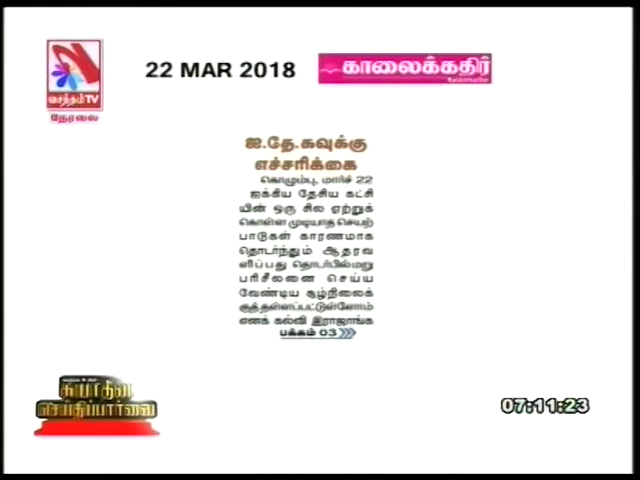 வசந்தம்TV
நேரலை
22 MAR 2018
காலைக்கதிர்
ஐ.தே.கவுக்கு
எச்சரிக்கை
கொழும்பு, மார்ச் 22
ஐக்கிய தேசிய கட்சி
யின் ஒரு சில ஏற்றுக்
கொள்ள முடியாத செயற்
பாடுகள் காரணமாக
தொடர்ந்தும் ஆதரவ
ளிப்பது தொடர்பில்மறு
பரிசீலனை செய்ய
வேண்டிய சூழ்நிலைக்
குத்தள்ளப்பட்டுள்ளோம்
எனக் கல்வி இராஜாங்க
பக்கம் 03
செய்திப்பார்வை
07:11:23